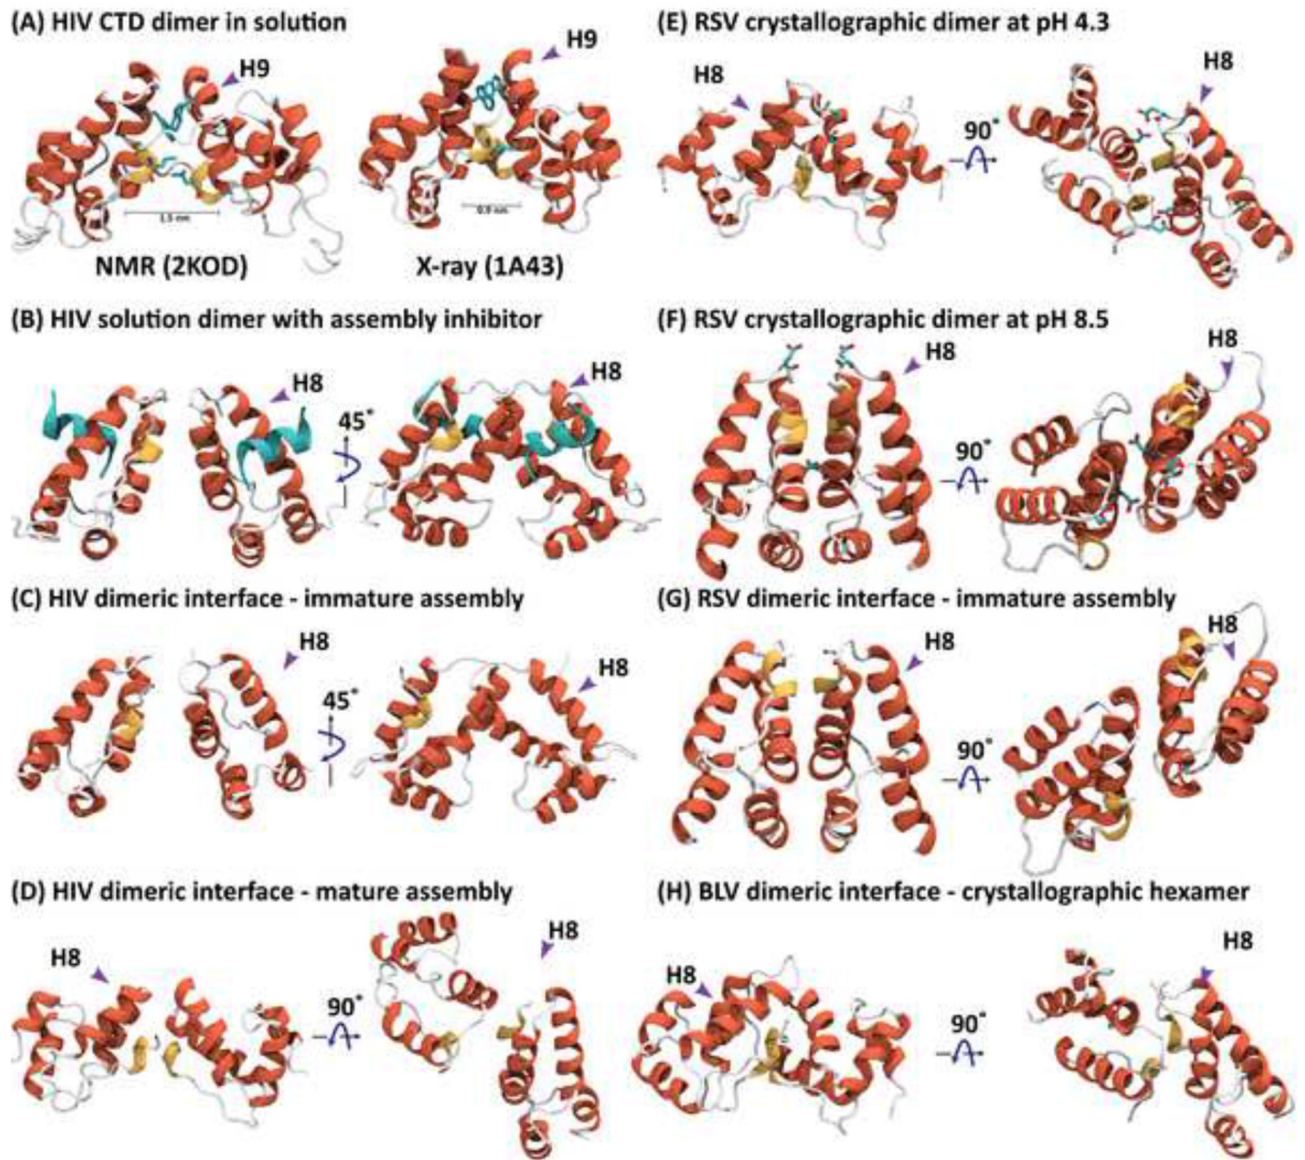 (A) HIV CTD dimer in solution
H9
H9
1.5 nm
0.9 nm
NMR (2KOD)
X-ray (1A43)
(B) HIV solution dimer with assembly inhibitor
H8
45°
H8
(C) HIV dimeric interface - immature assembly
H8
45°
H8
(D) HIV dimeric interface - mature assembly
H8
90°
H8
(E) RSV crystallographic dimer at pH 4.3
H8
90°
H8
(F) RSV crystallographic dimer at pH 8.5
H8
90°
H8
(G) RSV dimeric interface - immature assembly
H8
90°
H8
(H) BLV dimeric interface - crystallographic hexamer
H8
90°
H8